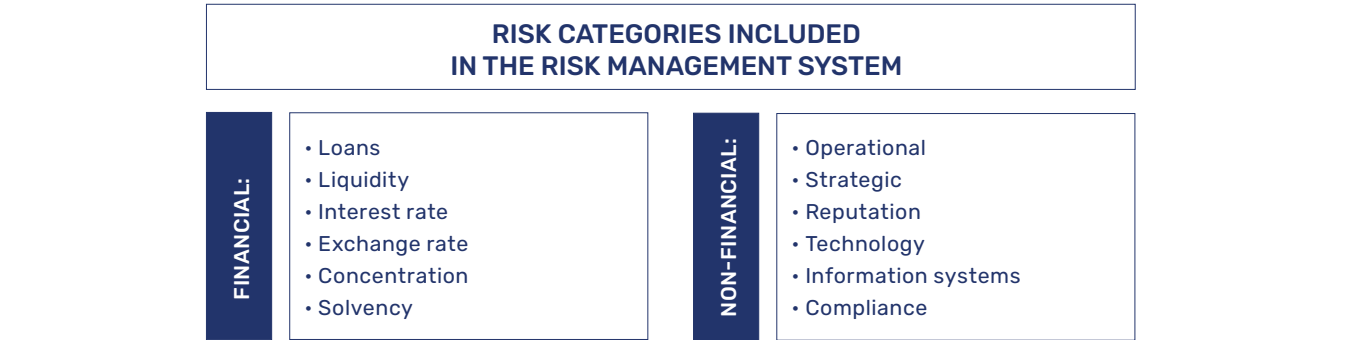 RISK CATEGORIES INCLUDED
IN THE RISK MANAGEMENT SYSTEM
FINANCIAL:
• Loans
• Liquidity
• Interest rate
• Exchange rate
• Concentration
• Solvency
NON-FINANCIAL:
• Operational
• Strategic
• Reputation
• Technology
• Information systems
• Compliance